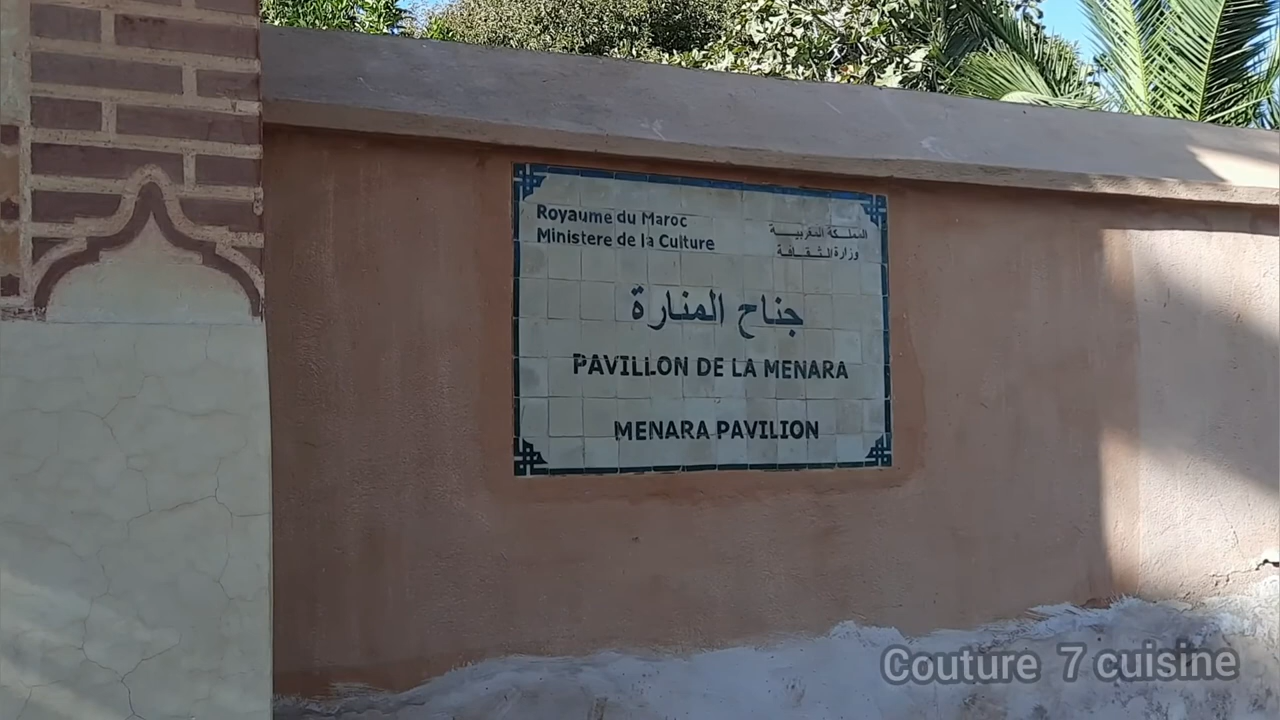 Royaume du Maroc
Ministere de la Culture
المملكة المغربية
وزارة الثقافة
جناح المنارة
PAVILLON DE LA MENARA
MENARA PAVILION
Couture 7 cuisine